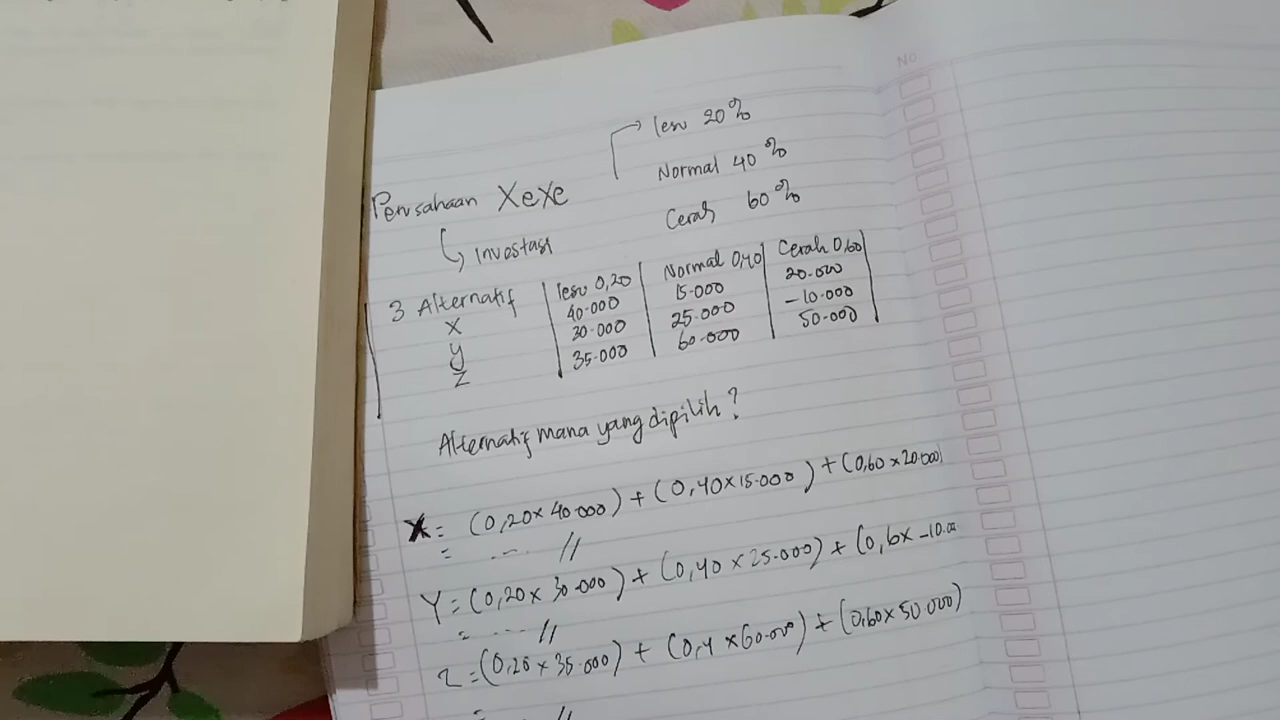 No
lesu 20%
Normal 40%
Perusahaan XeXe
Cerah 60%
Invostasi
3 Alternatif lesu 0,20 Normal 0,40 Cerah 0,60
X 40.000 15.000 20.000
Y 30.000 25.000 -10.000
Z 35.000 60.000 50.000
Alternatif mana yang dipilih?
X = (0,20 x 40.000) + (0,40 x 15.000) + (0,60 x 20.000)
= .... //
Y = (0,20 x 30.000) + (0,40 x 25.000) + (0,6 x -10.00
= .... //
Z = (0,20 x 35.000) + (0,4 x 60.000) + (0,60 x 50.000)
= .... //